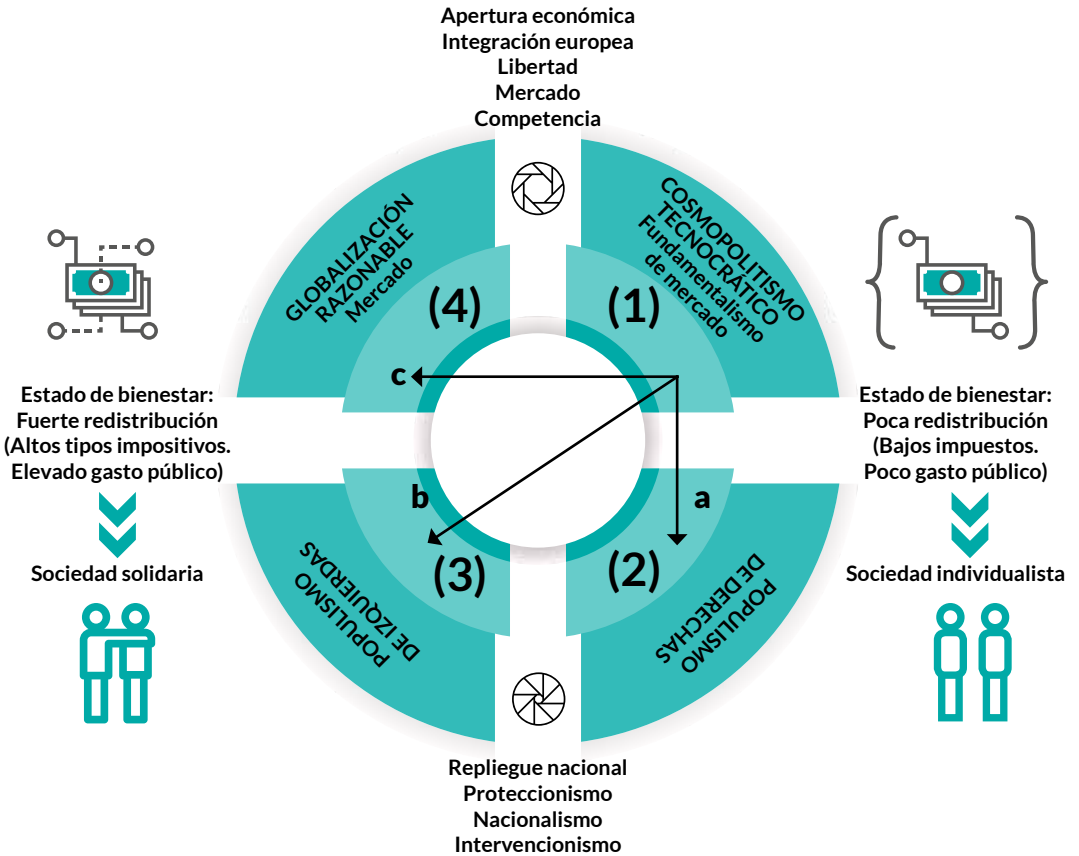 Apertura económica
Integración europea
Libertad
Mercado
Competencia
GLOBALIZACIÓN
RAZONABLE
Mercado
(4)
COSMOPOLITISMO
TECNOCRÁTICO
Fundamentalismo
de mercado
(1)
Estado de bienestar:
Fuerte redistribución
(Altos tipos impositivos.
Elevado gasto público)
Sociedad solidaria
Estado de bienestar:
Poca redistribución
(Bajos impuestos.
Poco gasto público)
Sociedad individualista
c
b
a
(3)
POPULISMO
DE IZQUIERDAS
(2)
POPULISMO
DE DERECHAS
Repliegue nacional
Proteccionismo
Nacionalismo
Intervencionismo